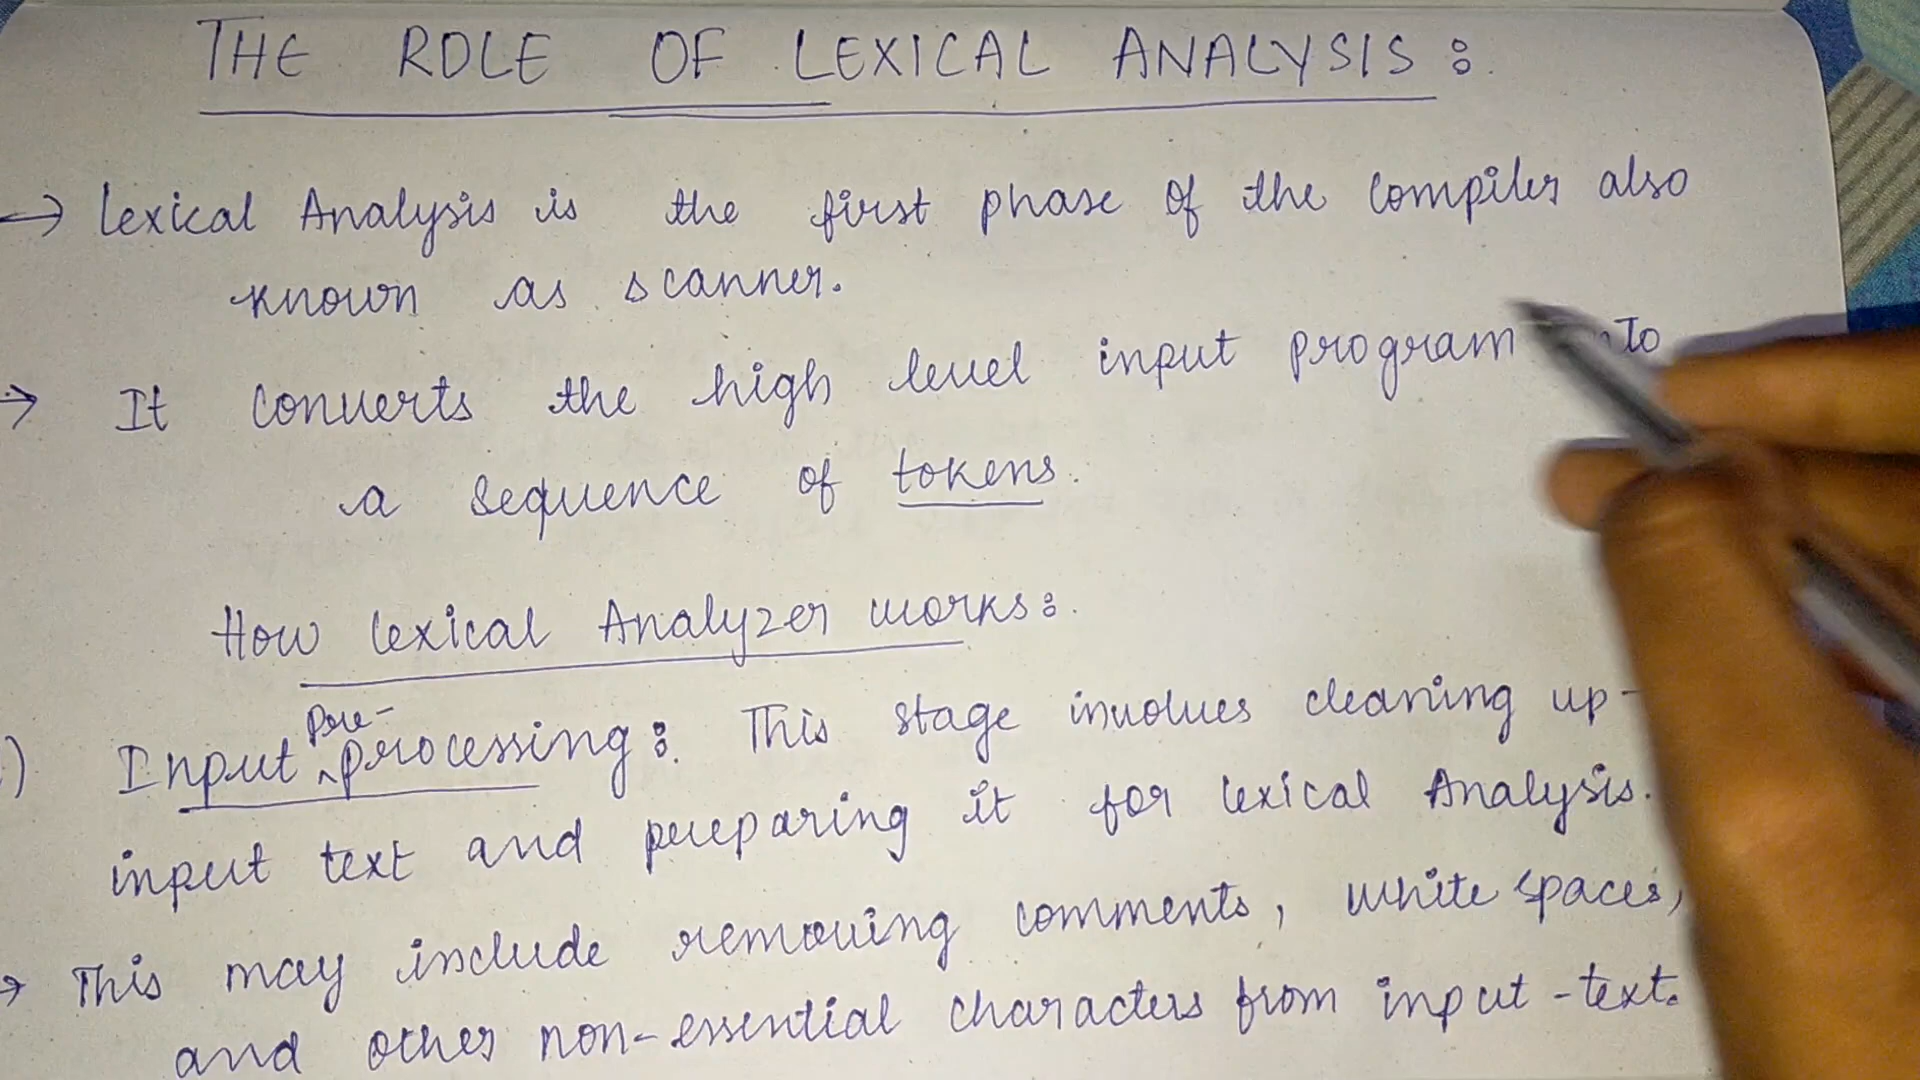 THE ROLE OF LEXICAL ANALYSIS:
→ Lexical Analysis is the first phase of the compiler also
known as scanner.
→ It converts the high level input program
a sequence of tokens.
How Lexical Analyzer works:
Input pre-processing: This stage involves cleaning up-
input text and preparing it for lexical Analysis.
→ This may include removing comments, white spaces,
and other non-essential characters from input-text.